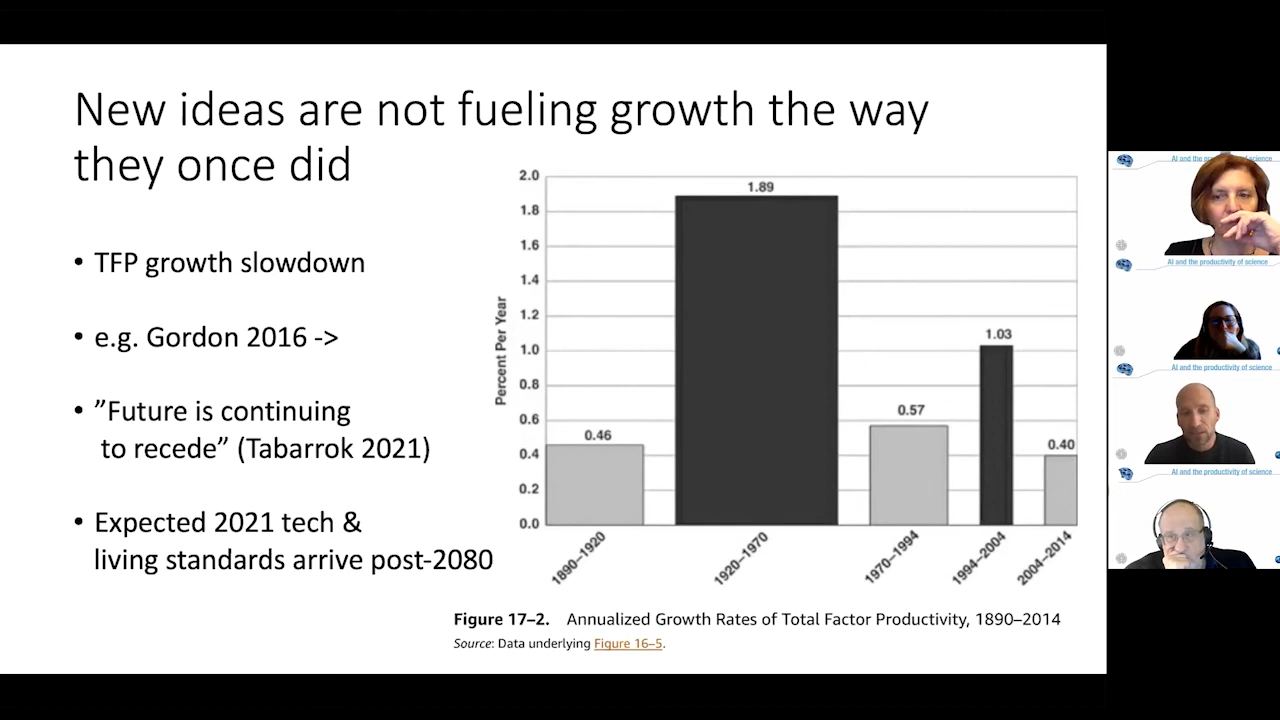 New ideas are not fueling growth the way
they once did
• TFP growth slowdown
• e.g. Gordon 2016 ->
• ”Future is continuing
to recede” (Tabarrok 2021)
• Expected 2021 tech &
living standards arrive post-2080
Percent Per Year
2.0
1.8
1.6
1.4
1.2
1.0
0.8
0.6
0.4
0.2
0.0
0.46
1.89
0.57
1.03
0.40
1890–1920
1920–1970
1970–1994
1994–2004
2004–2014
Figure 17–2. Annualized Growth Rates of Total Factor Productivity, 1890–2014
Source: Data underlying Figure 16–5.
AI and the of science
AI and the productivity of science
AI and the productivity of science
AI and the productivity of science